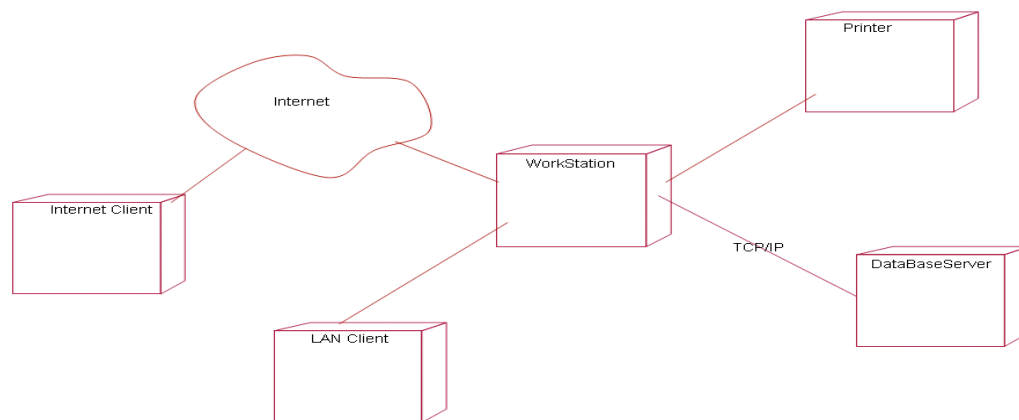 Printer
Internet
WorkStation
Internet Client
TCP/IP
DataBaseServer
LAN Client